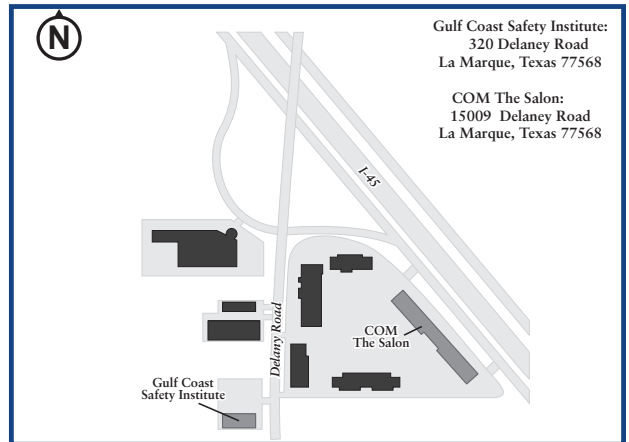 N
Gulf Coast Safety Institute:
320 Delaney Road
La Marque, Texas 77568
COM The Salon:
15009 Delaney Road
La Marque, Texas 77568
I-45
Delany Road
COM
The Salon
Gulf Coast
Safety Institute